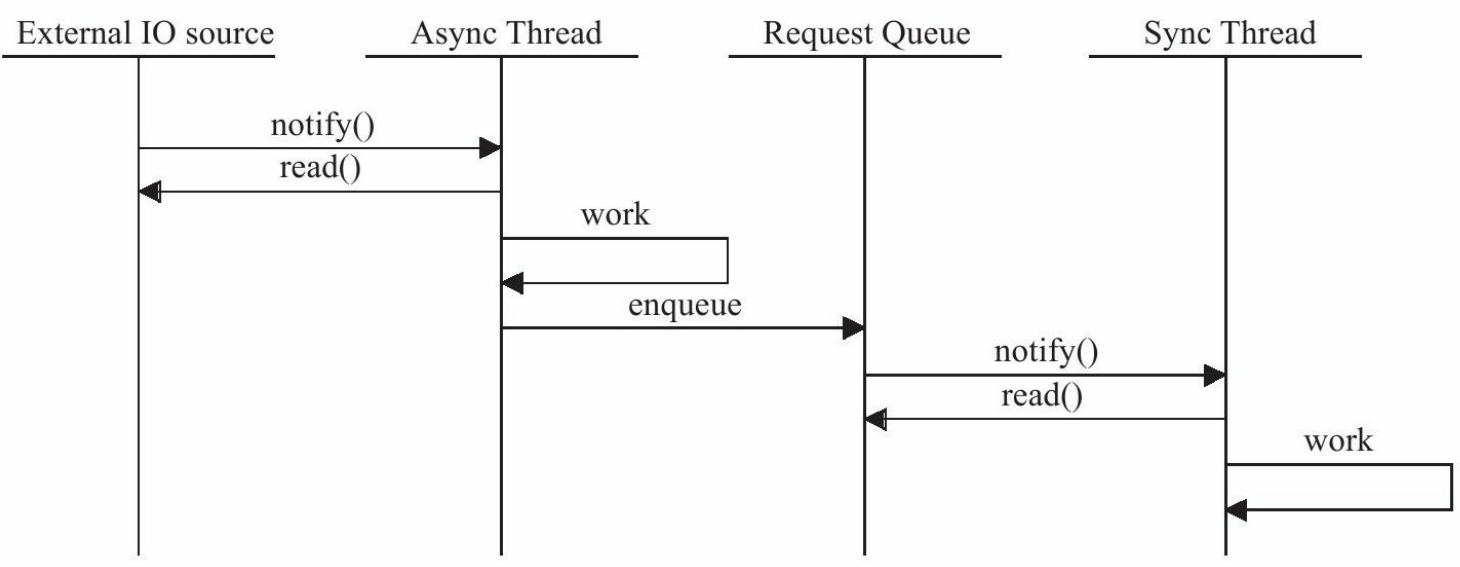 External IO source
Async Thread
Request Queue
Sync Thread
notify()
read()
work
enqueue
notify()
read()
work